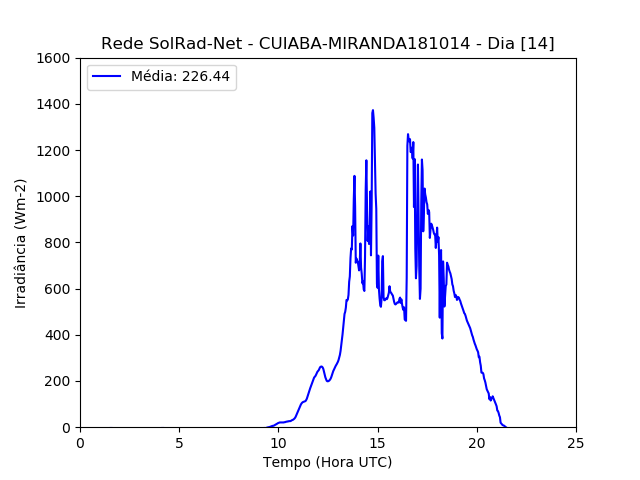 Rede SolRad-Net - CUIABA-MIRANDA181014 - Dia [14]
Média: 226.44
Irradiância (Wm-2)
1600
1400
1200
1000
800
600
400
200
0
0 5 10 15 20 25
Tempo (Hora UTC)